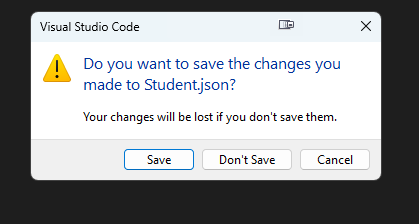 Visual Studio Code
Do you want to save the changes you
made to Student.json?
Your changes will be lost if you don't save them.
Save
Don't Save
Cancel